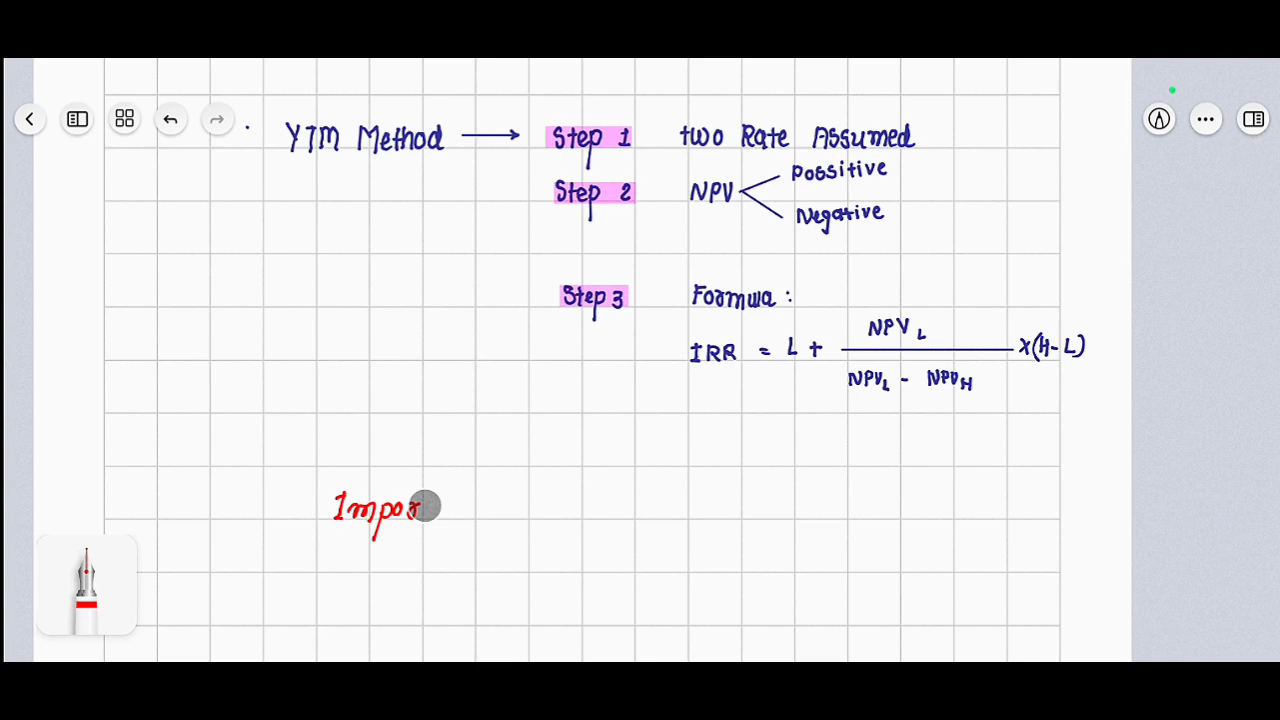 YTM Method → Step 1 two Rate Assumed
Step 2 NPV Possitive
Negative
Step 3 Formula :
IRR = L + NPV L / NPV L - NPV H X (H - L)
Impor